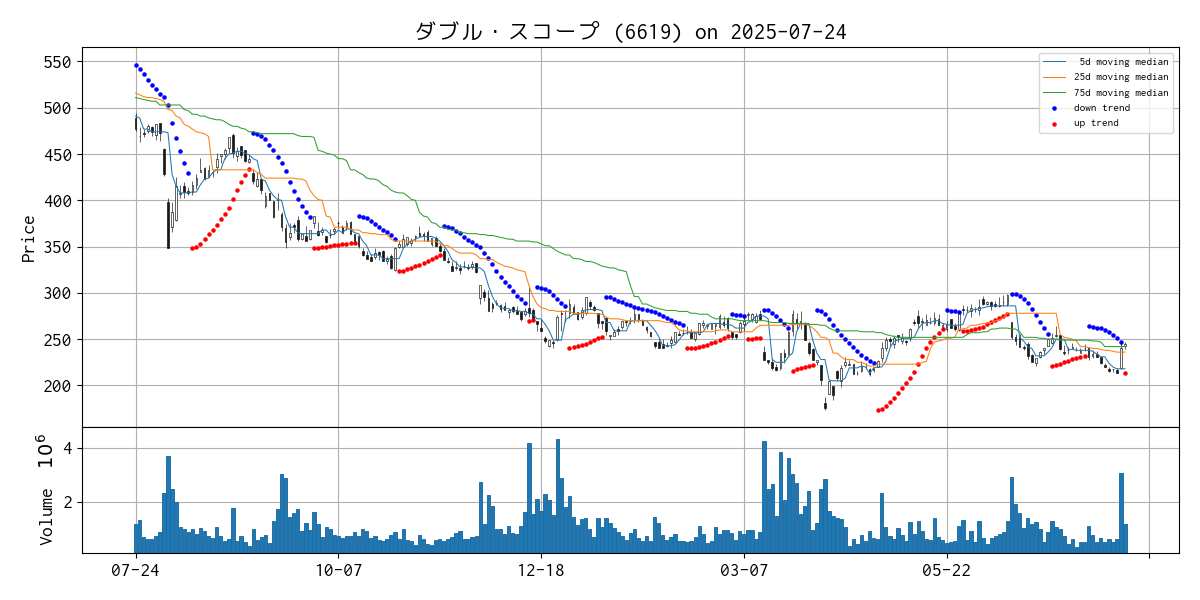 ダブル・スコープ (6619) on 2025-07-24
5d moving median
25d moving median
75d moving median
down trend
up trend
Price
550
500
450
400
350
300
250
200
Volume 10^6
4
2
07-24
10-07
12-18
03-07
05-22